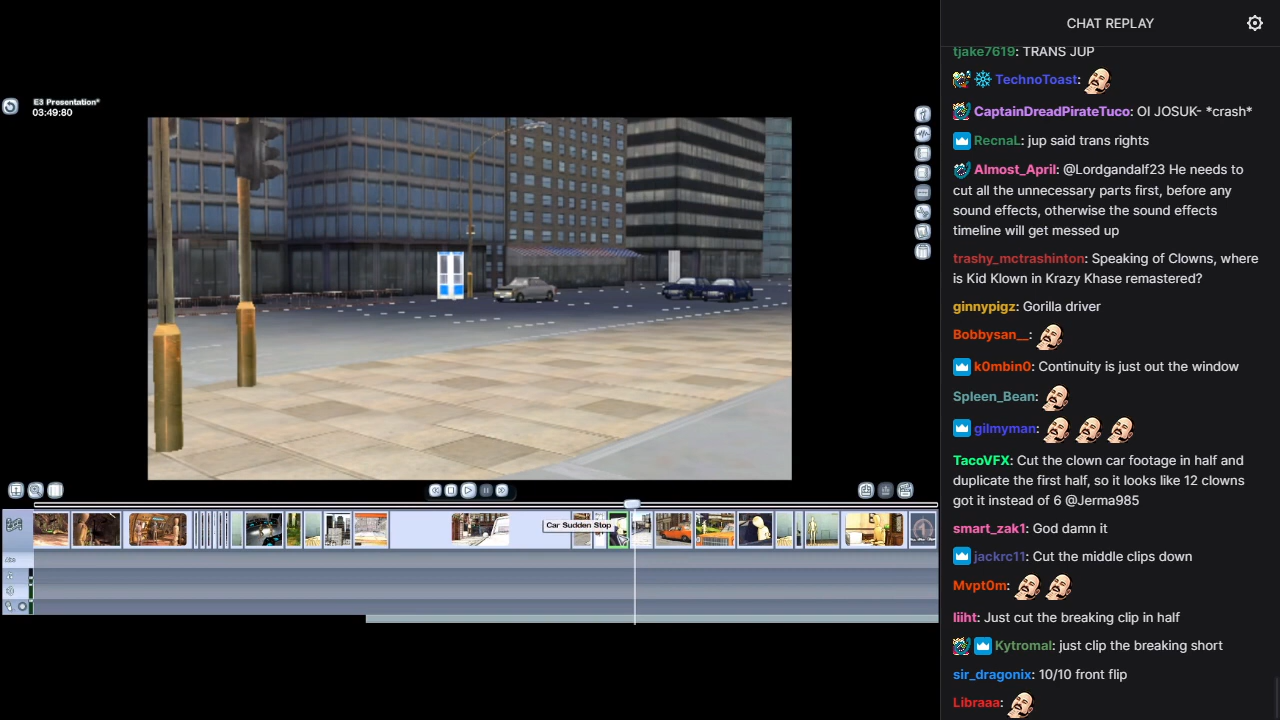 E3 Presentation*
03:49:80
Car Sudden Stop
CHAT REPLAY
tjake7619: TRANS JUP
TechnoToast:
CaptainDreadPirateTuco: OI JOSUK- *crash*
RecnaL: jup said trans rights
Almost_April: @Lordgandalf23 He needs to
cut all the unnecessary parts first, before any
sound effects, otherwise the sound effects
timeline will get messed up
trashy_mctrashinton: Speaking of Clowns, where
is Kid Klown in Krazy Khase remastered?
ginnypigz: Gorilla driver
Bobbysan__:
k0mbin0: Continuity is just out the window
Spleen_Bean:
gilmyman:
TacoVFX: Cut the clown car footage in half and
duplicate the first half, so it looks like 12 clowns
got it instead of 6 @Jerma985
smart_zak1: God damn it
jackrc11: Cut the middle clips down
Mvpt0m:
liiht: Just cut the breaking clip in half
Kytromal: just clip the breaking short
sir_dragonix: 10/10 front flip
Libraaa: